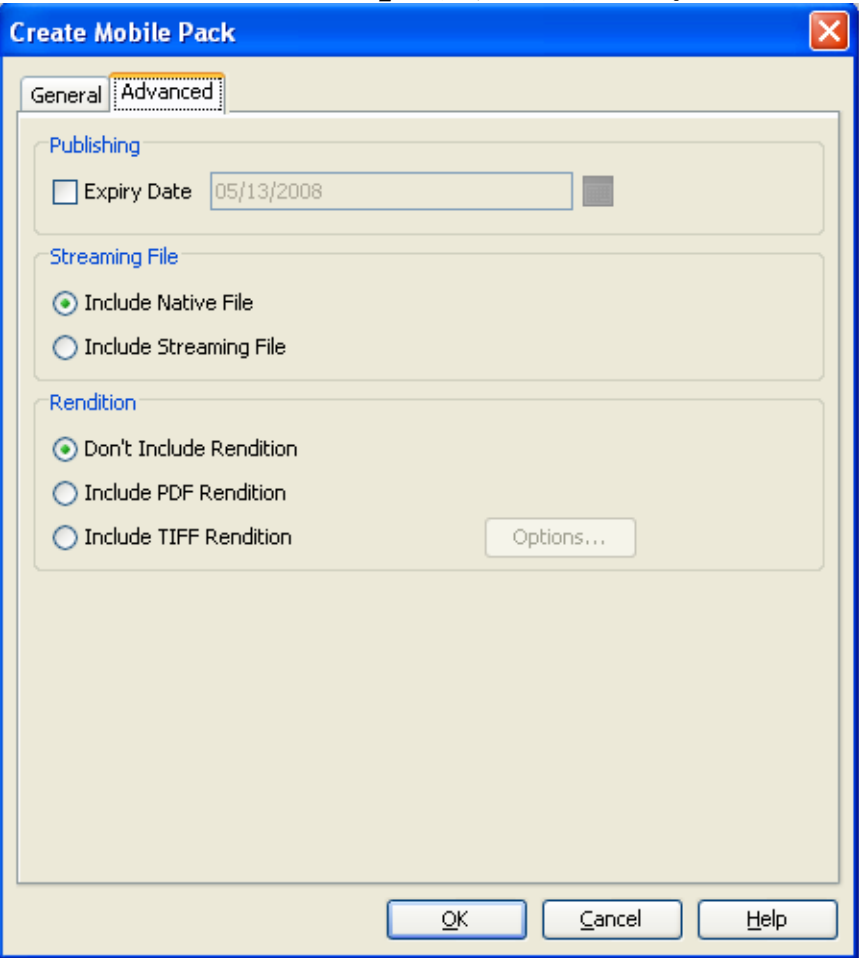 Create Mobile Pack
General Advanced
Publishing
Expiry Date 05/13/2008
Streaming File
Include Native File
Include Streaming File
Rendition
Don't Include Rendition
Include PDF Rendition
Include TIFF Rendition Options...
OK Cancel Help